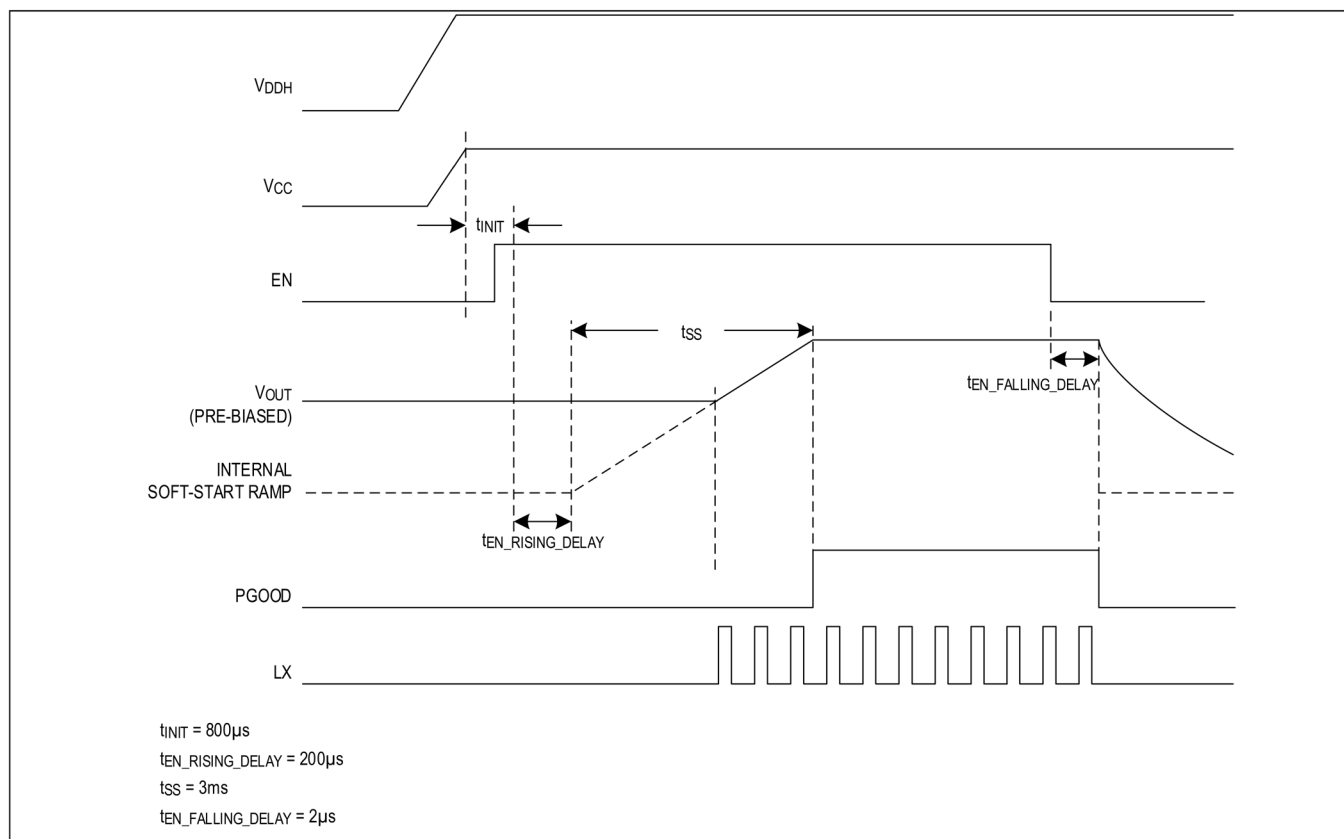 VDDH
VCC
tINIT
EN
tSS
VOUT
(PRE-BIASED)
tEN_FALLING_DELAY
INTERNAL
SOFT-START RAMP
tEN_RISING_DELAY
PGOOD
LX
tINIT = 800µs
tEN_RISING_DELAY = 200µs
tSS = 3ms
tEN_FALLING_DELAY = 2µs